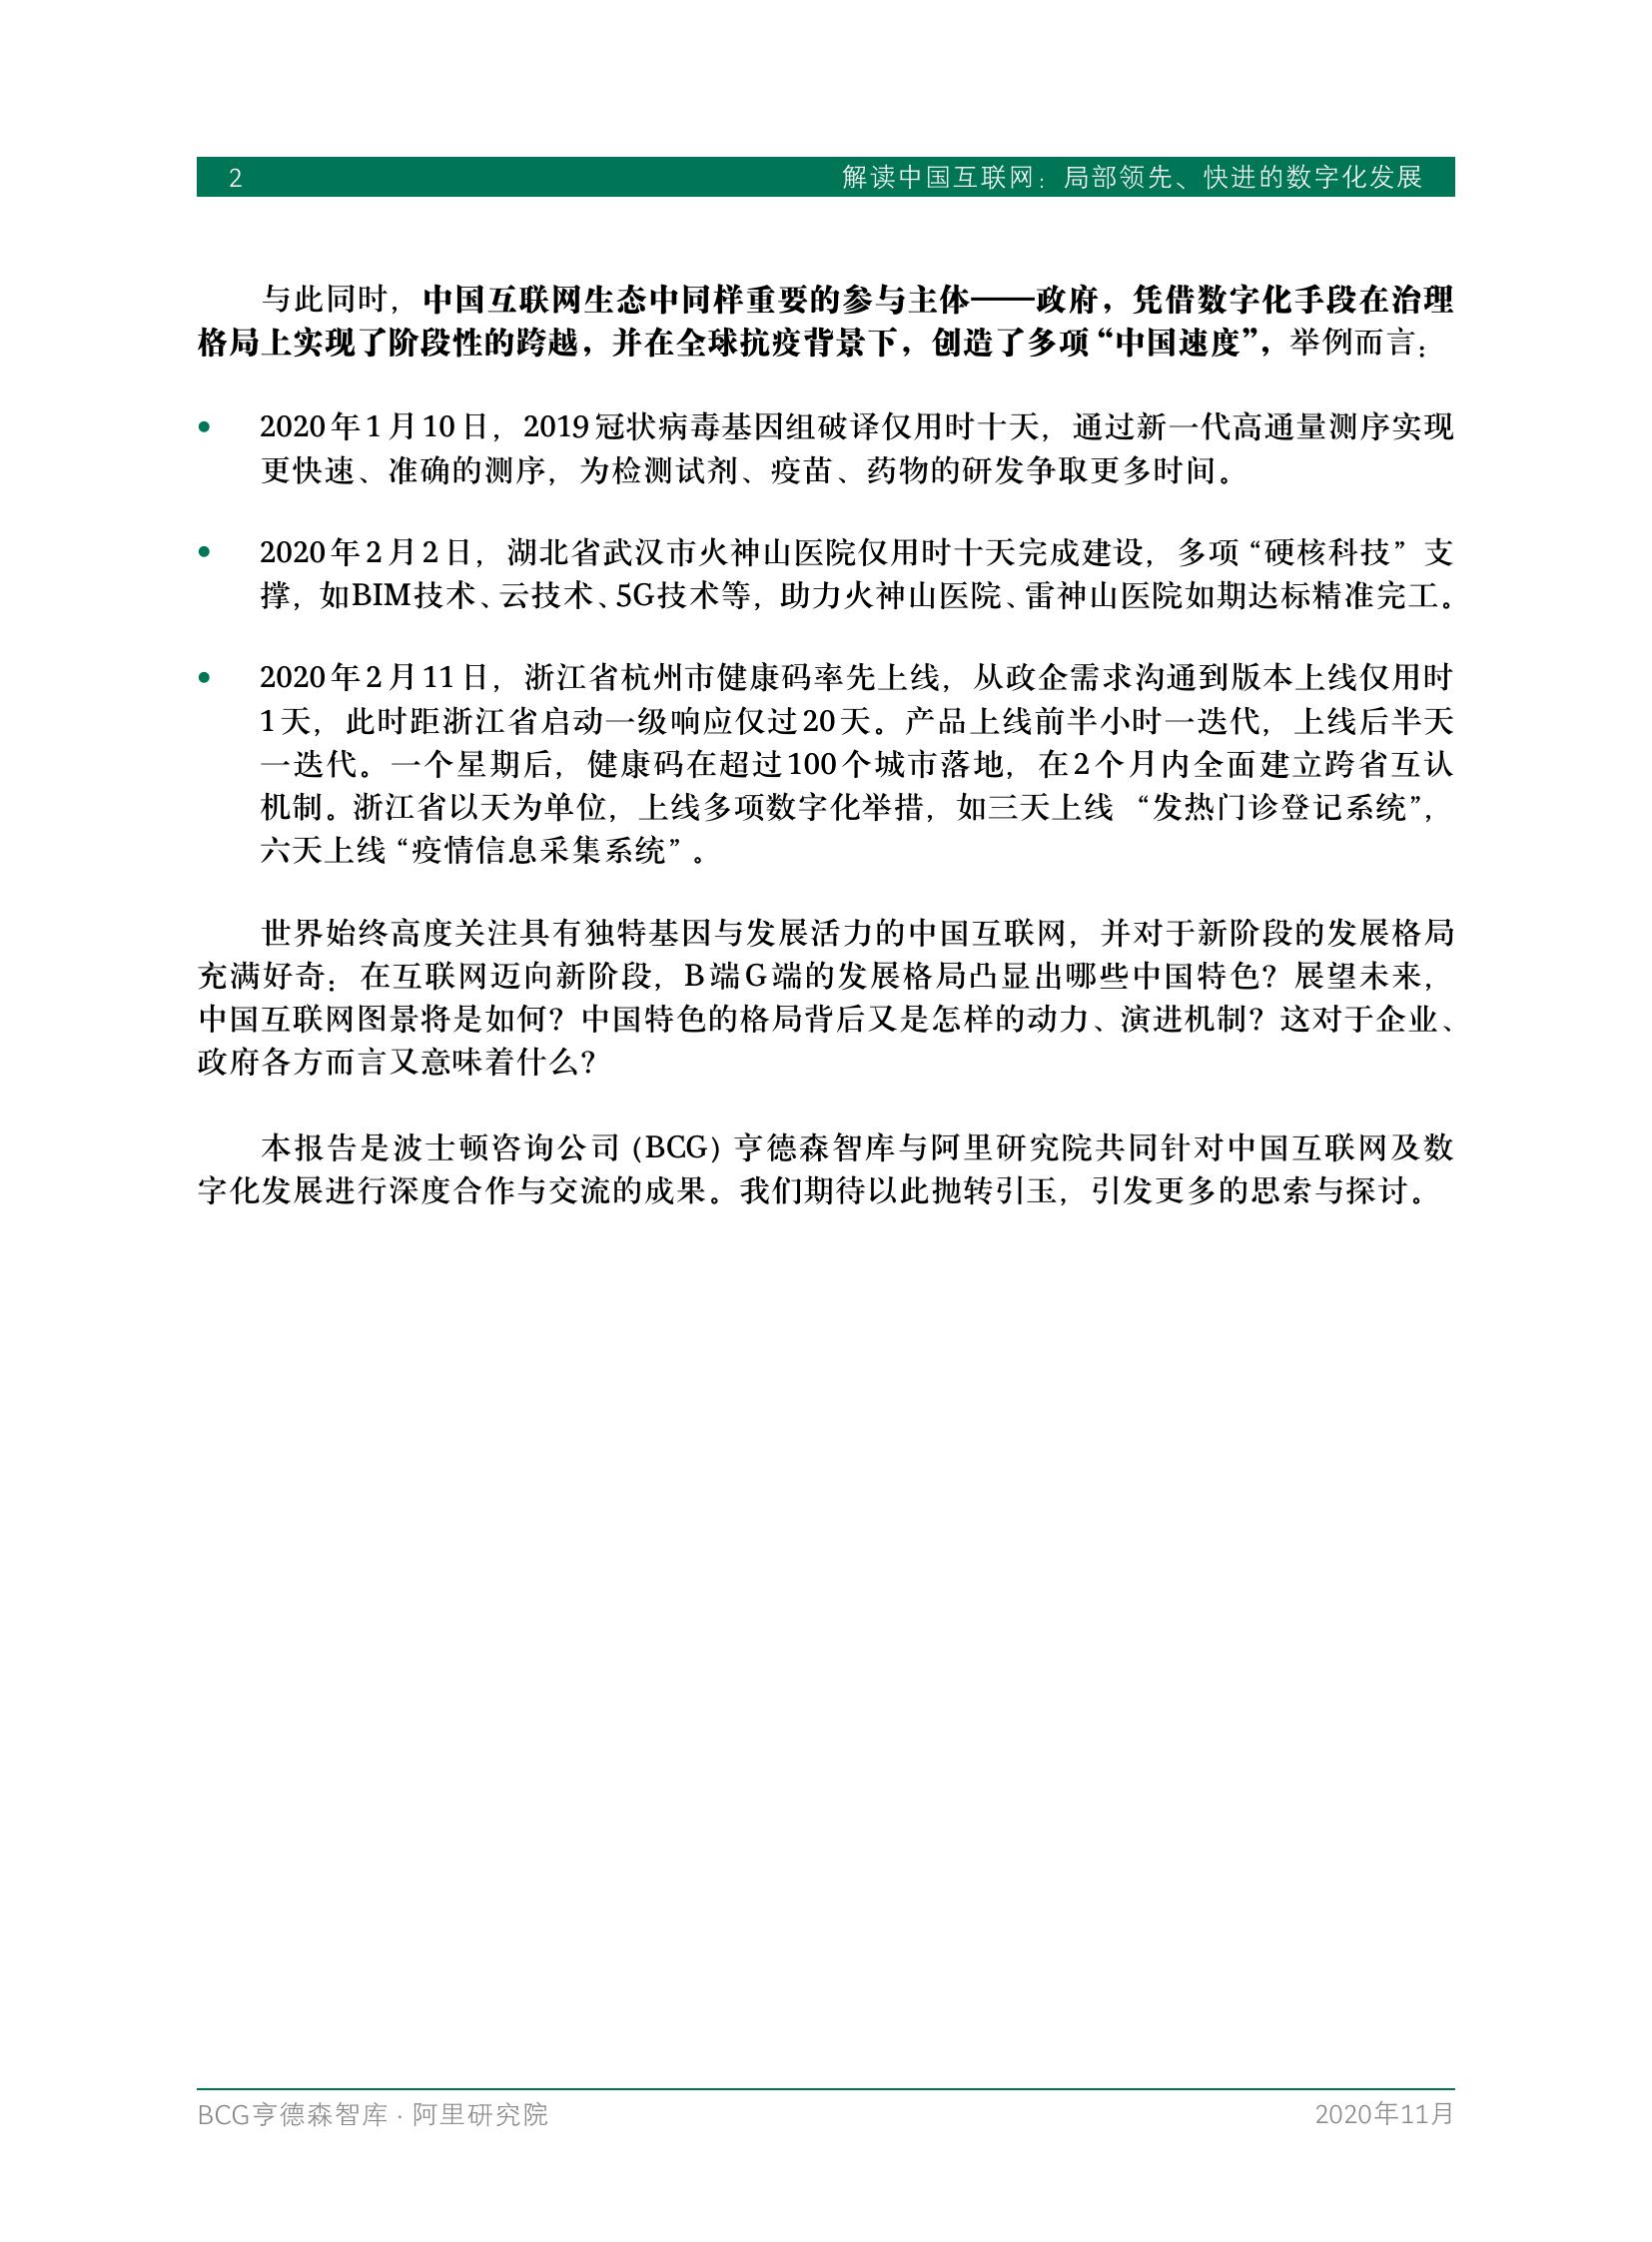 2
解读中国互联网：局部领先、快进的数字化发展
与此同时，中国互联网生态中同样重要的参与主体——政府，凭借数字化手段在治理
格局上实现了阶段性的跨越，并在全球抗疫背景下，创造了多项“中国速度”，举例而言：
• 2020年1月10日，2019冠状病毒基因组破译仅用时十天，通过新一代高通量测序实现
更快速、准确的测序，为检测试剂、疫苗、药物的研发争取更多时间。
• 2020年2月2日，湖北省武汉市火神山医院仅用时十天完成建设，多项“硬核科技”支
撑，如BIM技术、云技术、5G技术等，助力火神山医院、雷神山医院如期达标精准完工。
• 2020年2月11日，浙江省杭州市健康码率先上线，从政企需求沟通到版本上线仅用时
1天，此时距浙江省启动一级响应仅过20天。产品上线前半小时一迭代，上线后半天
一迭代。一个星期后，健康码在超过100个城市落地，在2个月内全面建立跨省互认
机制。浙江省以天为单位，上线多项数字化举措，如三天上线“发热门诊登记系统”，
六天上线“疫情信息采集系统”。
世界始终高度关注具有独特基因与发展活力的中国互联网，并对于新阶段的发展格局
充满好奇：在互联网迈向新阶段，B端G端的发展格局凸显出哪些中国特色？展望未来，
中国互联网图景将是如何？中国特色的格局背后又是怎样的动力、演进机制？这对于企业、
政府各方而言又意味着什么？
本报告是波士顿咨询公司（BCG）亨德森智库与阿里研究院共同针对中国互联网及数
字化发展进行深度合作与交流的成果。我们期待以此抛转引玉，引发更多的思索与探讨。
BCG亨德森智库 · 阿里研究院
2020年11月